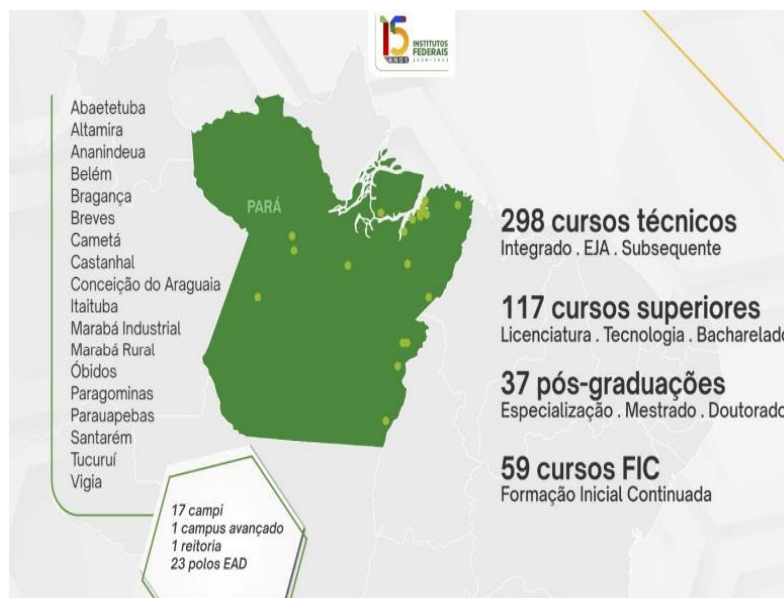 15
ANOS
INSTITUTOS
FEDERAIS
Abaetetuba
Altamira
Ananindeua
Belém
Bragança
Breves
Cametá
Castanhal
Conceição do Araguaia
Itaituba
Marabá Industrial
Marabá Rural
Óbidos
Paragominas
Parauapebas
Santarém
Tucuruí
Vigia
PARÁ
298 cursos técnicos
Integrado . EJA . Subsequente
117 cursos superiores
Licenciatura . Tecnologia . Bacharelado
37 pós-graduações
Especialização . Mestrado . Doutorado
59 cursos FIC
Formação Inicial Continuada
17 campi
1 campus avançado
1 reitoria
23 polos EAD